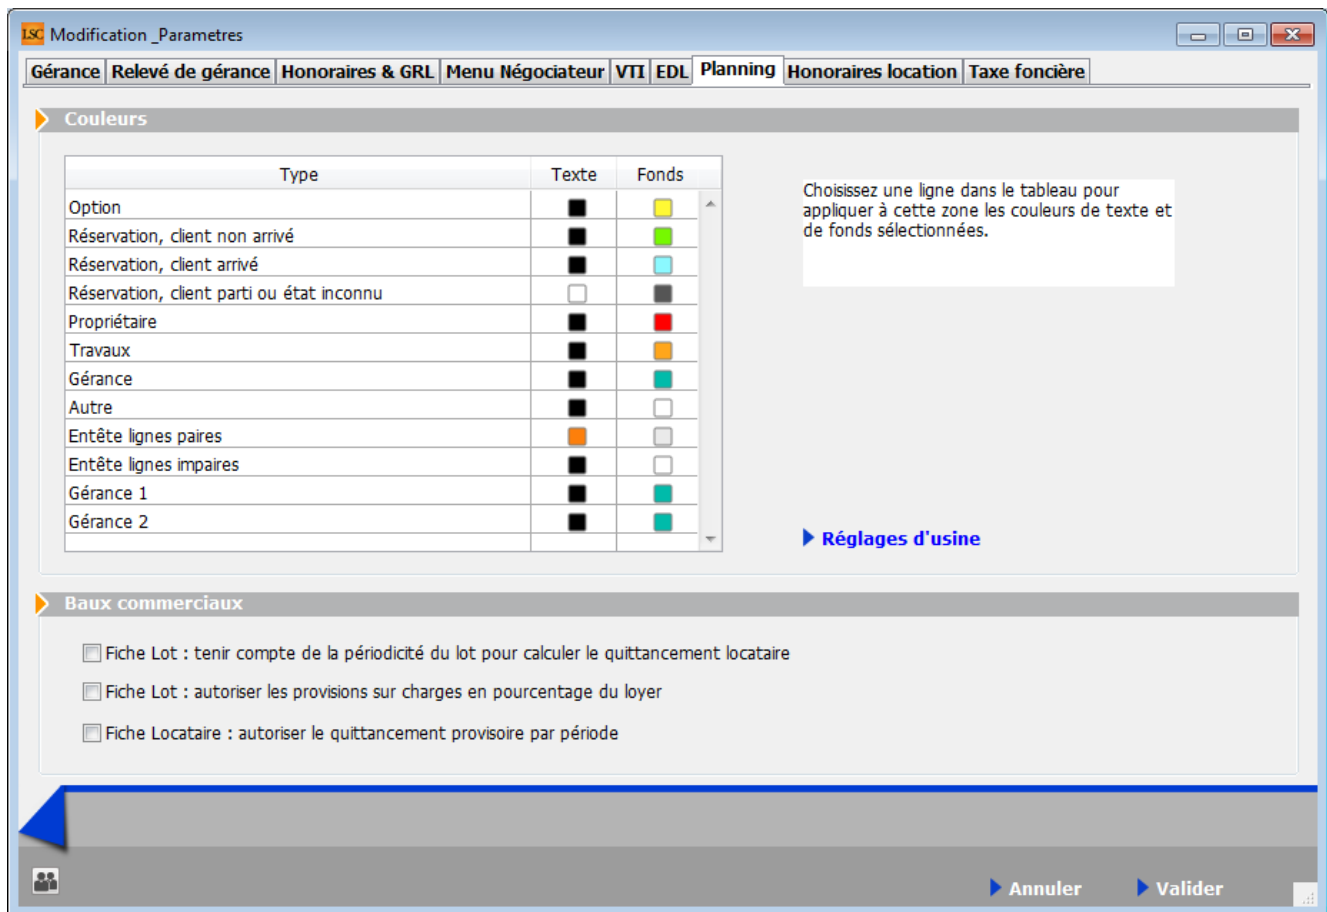 LSC Modification _Parametres
Gérance Relevé de gérance Honoraires & GRL Menu Négociateur VTI EDL Planning Honoraires location Taxe foncière
Couleurs
Type Texte Fonds
Option
Réservation, client non arrivé
Réservation, client arrivé
Réservation, client parti ou état inconnu
Propriétaire
Travaux
Gérance
Autre
Entête lignes paires
Entête lignes impaires
Gérance 1
Gérance 2
Choisissez une ligne dans le tableau pour
appliquer à cette zone les couleurs de texte et
de fonds sélectionnées.
Réglages d'usine
Baux commerciaux
Fiche Lot : tenir compte de la périodicité du lot pour calculer le quittancement locataire
Fiche Lot : autoriser les provisions sur charges en pourcentage du loyer
Fiche Locataire : autoriser le quittancement provisoire par période
Annuler Valider